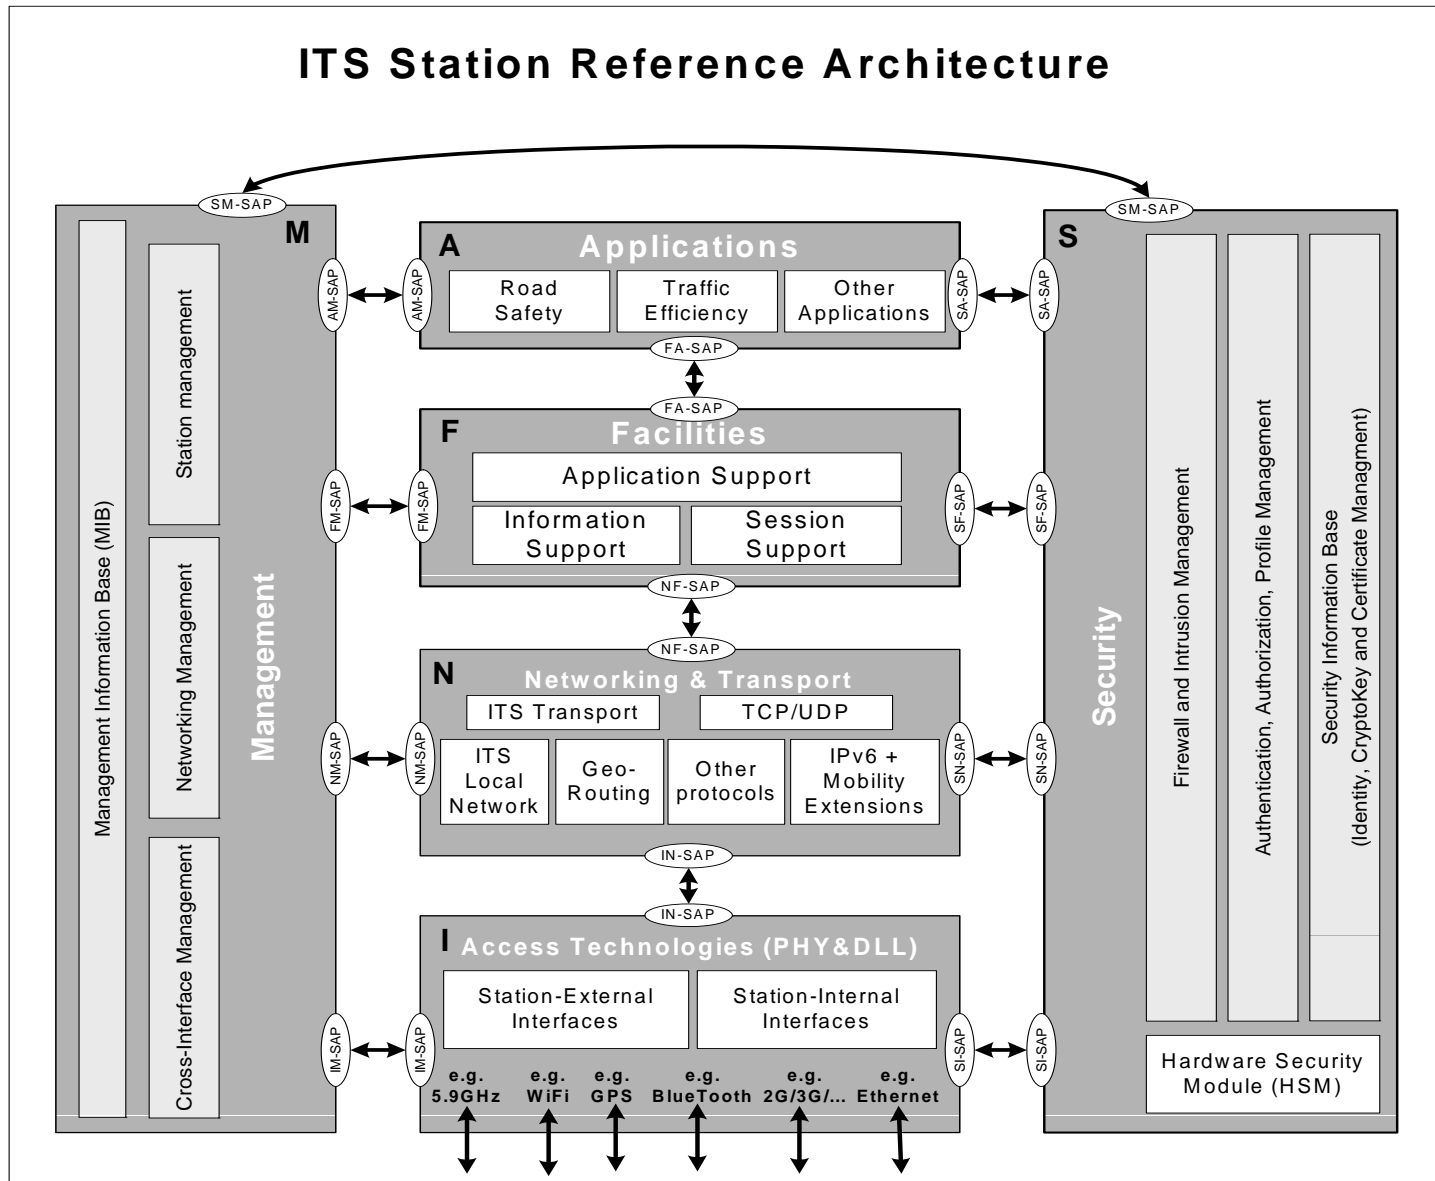 ITS Station Reference Architecture
SM-SAP
SM-SAP
M
Management Information Base (MIB)
Station management
Networking Management
Cross-Interface Management
Management
AM-SAP
AM-SAP
FM-SAP
FM-SAP
NM-SAP
NM-SAP
IM-SAP
IM-SAP
A
Applications
Road
Safety
Traffic
Efficiency
Other
Applications
FA-SAP
FA-SAP
F
Facilities
Application Support
Information
Support
Session
Support
NF-SAP
NF-SAP
N
Networking & Transport
ITS Transport
TCP/UDP
ITS
Local
Network
Geo-
Routing
Other
protocols
IPv6 +
Mobility
Extensions
IN-SAP
IN-SAP
I
Access Technologies (PHY&DLL)
Station-External
Interfaces
Station-Internal
Interfaces
e.g.
5.9GHz
e.g.
WiFi
e.g.
GPS
e.g.
BlueTooth
e.g.
2G/3G/...
e.g.
Ethernet
SA-SAP
SA-SAP
SF-SAP
SF-SAP
SN-SAP
SN-SAP
SI-SAP
SI-SAP
S
Security
Firewall and Intrusion Management
Authentication, Authorization, Profile Management
Security Information Base
(Identity, CryptoKey and Certificate Managment)
Hardware Security
Module (HSM)